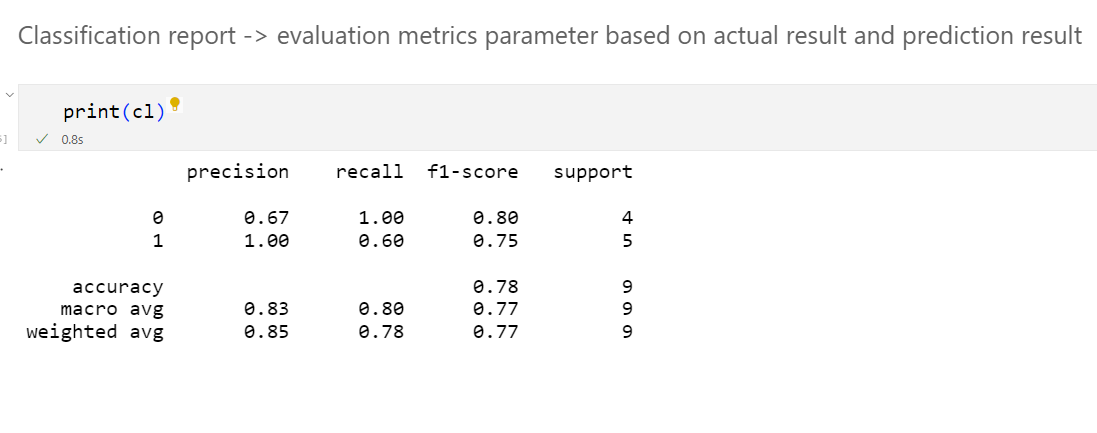 Classification report -> evaluation metrics parameter based on actual result and prediction result
print(cl)
0.8s
precision recall f1-score support
0 0.67 1.00 0.80 4
1 1.00 0.60 0.75 5
accuracy 0.78 9
macro avg 0.83 0.80 0.77 9
weighted avg 0.85 0.78 0.77 9